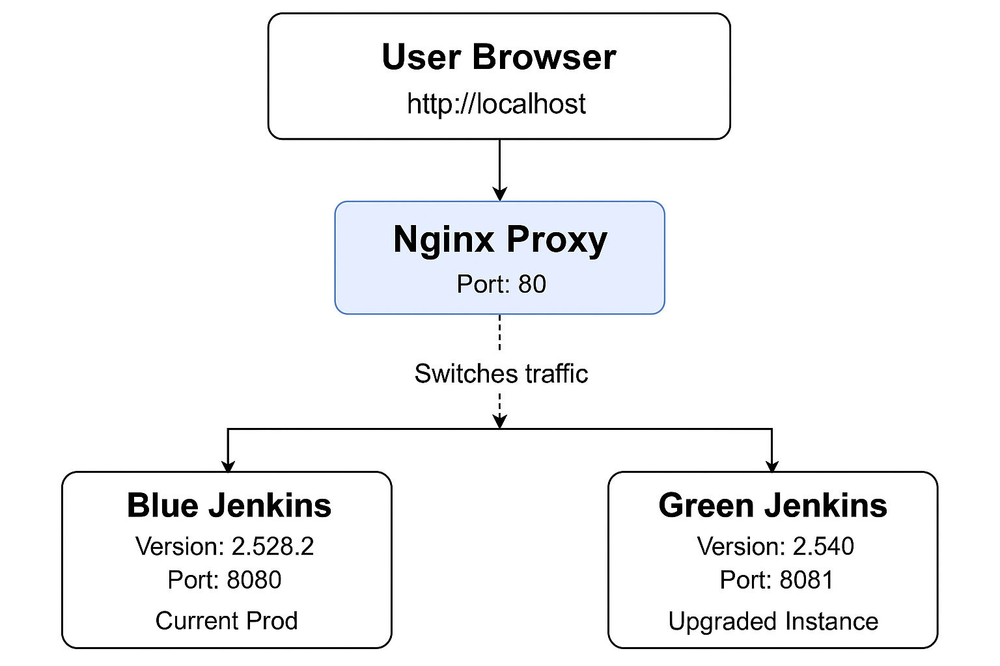 User Browser
http://localhost
Nginx Proxy
Port: 80
Switches traffic
Blue Jenkins
Version: 2.528.2
Port: 8080
Current Prod
Green Jenkins
Version: 2.540
Port: 8081
Upgraded Instance